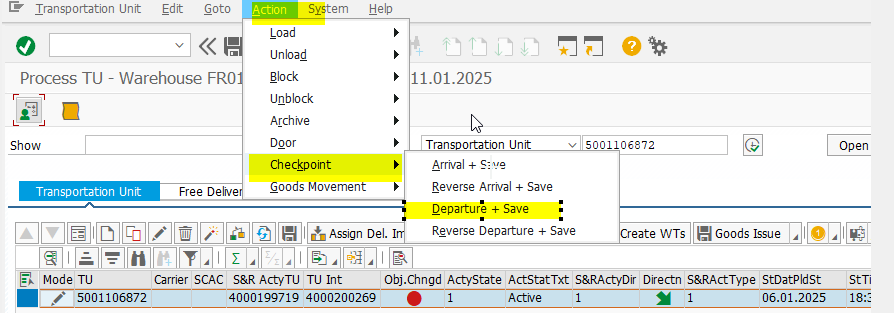 Transportation Unit Edit Goto Action System Help
Process TU - Warehouse FR01 11.01.2025
Load
Unload
Block
Unblock
Archive
Door
Checkpoint
Goods Movement
Arrival + Save
Reverse Arrival + Save
Departure + Save
Reverse Departure + Save
Show Transportation Unit 5001106872 Open
Transportation Unit Free Deliver
Assign Del. Im Create WTs Goods Issue
Mode TU Carrier SCAC S&R ActyTU TU Int Obj.Chngd ActyState ActStatTxt S&RActyDir Directn S&RActType StDatPldSt StTi
5001106872 4000199719 4000200269 1 Active 1 1 06.01.2025 18:3